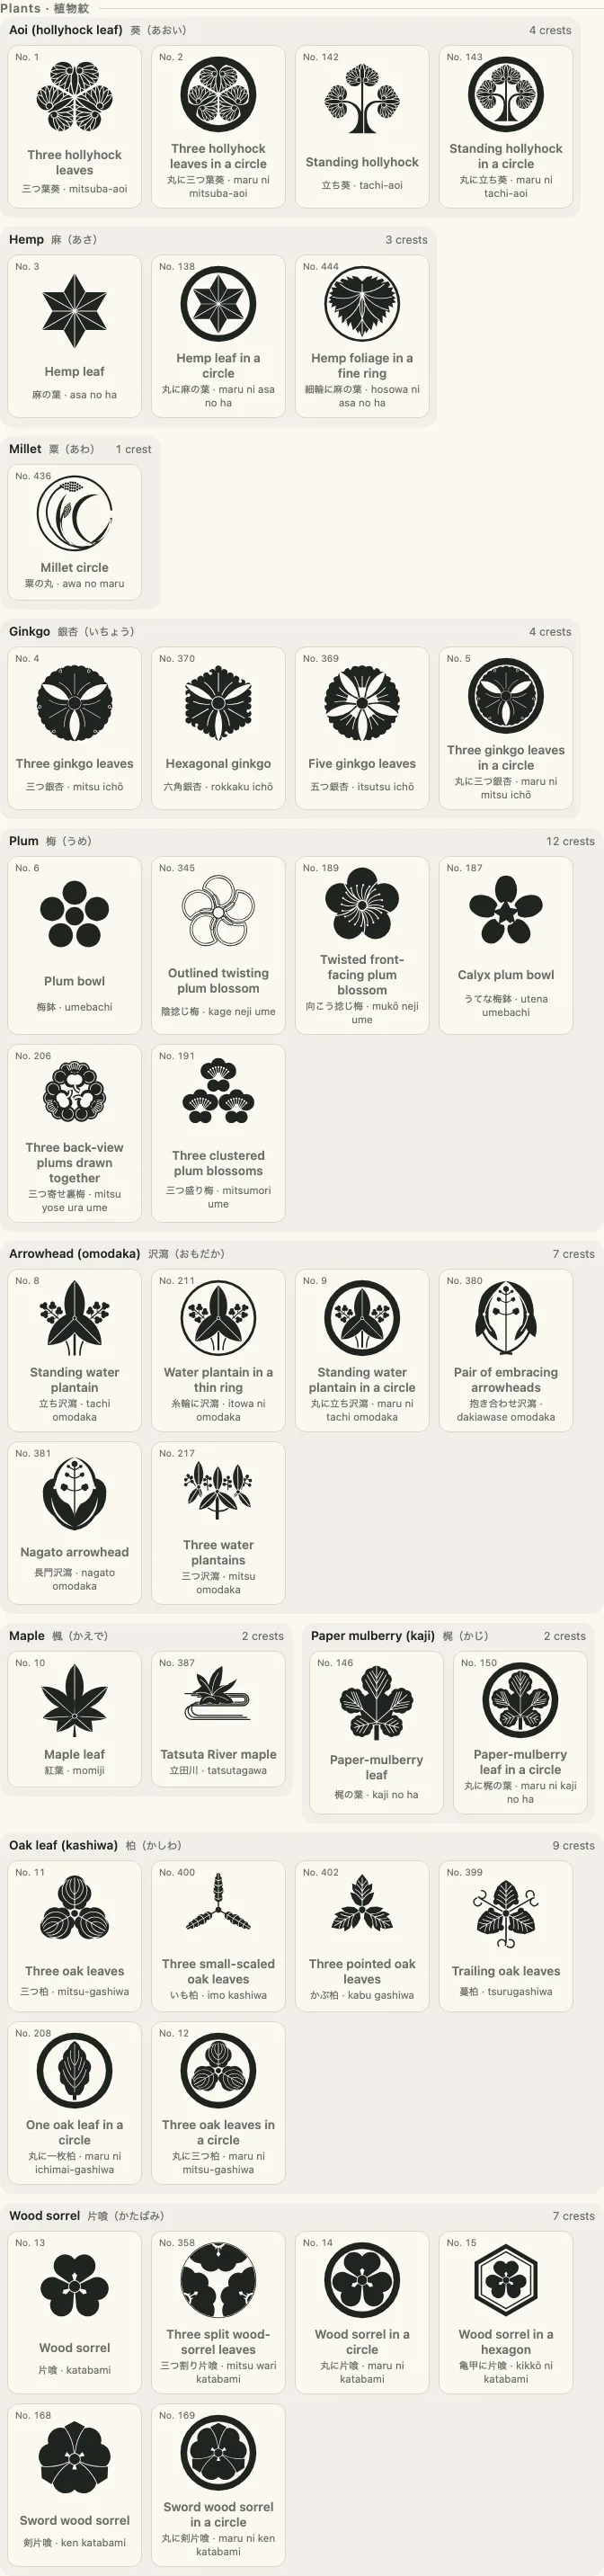 Plants · 植物紋
Aoi (hollyhock leaf) 葵（あおい） 4 crests
No. 1
Three hollyhock
leaves
三つ葉葵 · mitsuba-aoi
No. 2
Three hollyhock
leaves in a circle
丸に三つ葉葵 · maru ni
mitsuba-aoi
No. 142
Standing hollyhock
立ち葵 · tachi-aoi
No. 143
Standing hollyhock
in a circle
丸に立ち葵 · maru ni
tachi-aoi
Hemp 麻（あさ） 3 crests
No. 3
Hemp leaf
麻の葉 · asa no ha
No. 138
Hemp leaf in a
circle
丸に麻の葉 · maru ni asa
no ha
No. 444
Hemp foliage in a
fine ring
細輪に麻の葉 · hosowa ni
asa no ha
Millet 粟（あわ） 1 crest
No. 436
Millet circle
粟の丸 · awa no maru
Ginkgo 銀杏（いちょう） 4 crests
No. 4
Three ginkgo leaves
三つ銀杏 · mitsu ichō
No. 370
Hexagonal ginkgo
六角銀杏 · rokkaku ichō
No. 369
Five ginkgo leaves
五つ銀杏 · itsutsu ichō
No. 5
Three ginkgo leaves
in a circle
丸に三つ銀杏 · maru ni
mitsu ichō
Plum 梅（うめ） 12 crests
No. 6
Plum bowl
梅鉢 · umebachi
No. 345
Outlined twisting
plum blossom
陰捻じ梅 · kage neji ume
No. 189
Twisted front-
facing plum
blossom
向こう捻じ梅 · mukō neji
ume
No. 187
Calyx plum bowl
うてな梅鉢 · utena
umebachi
No. 206
Three back-view
plums drawn
together
三つ寄せ裏梅 · mitsu
yose ura ume
No. 191
Three clustered
plum blossoms
三つ盛り梅 · mitsumori
ume
Arrowhead (omodaka) 沢瀉（おもだか） 7 crests
No. 8
Standing water
plantain
立ち沢瀉 · tachi
omodaka
No. 211
Water plantain in a
thin ring
糸輪に沢瀉 · itowa ni
omodaka
No. 9
Standing water
plantain in a circle
丸に立ち沢瀉 · maru ni
tachi omodaka
No. 380
Pair of embracing
arrowheads
抱き合わせ沢瀉 ·
dakiawase omodaka
No. 381
Nagato arrowhead
長門沢瀉 · nagato
omodaka
No. 217
Three water
plantains
三つ沢瀉 · mitsu
omodaka
Maple 楓（かえで） 2 crests
No. 10
Maple leaf
紅葉 · momiji
No. 387
Tatsuta River maple
立田川 · tatsutagawa
Paper mulberry (kaji) 梶（かじ） 2 crests
No. 146
Paper-mulberry
leaf
梶の葉 · kaji no ha
No. 150
Paper-mulberry
leaf in a circle
丸に梶の葉 · maru ni kaji
no ha
Oak leaf (kashiwa) 柏（かしわ） 9 crests
No. 11
Three oak leaves
三つ柏 · mitsu-gashiwa
No. 400
Three small-scaled
oak leaves
いも柏 · imo kashiwa
No. 402
Three pointed oak
leaves
かぶ柏 · kabu gashiwa
No. 399
Trailing oak leaves
蔓柏 · tsurugashiwa
No. 208
One oak leaf in a
circle
丸に一枚柏 · maru ni
ichimai-gashiwa
No. 12
Three oak leaves in
a circle
丸に三つ柏 · maru ni
mitsu-gashiwa
Wood sorrel 片喰（かたばみ） 7 crests
No. 13
Wood sorrel
片喰 · katabami
No. 358
Three split wood-
sorrel leaves
三つ割り片喰 · mitsu wari
katabami
No. 14
Wood sorrel in a
circle
丸に片喰 · maru ni
katabami
No. 15
Wood sorrel in a
hexagon
亀甲に片喰 · kikkō ni
katabami
No. 168
Sword wood sorrel
剣片喰 · ken katabami
No. 169
Sword wood sorrel
in a circle
丸に剣片喰 · maru ni ken
katabami